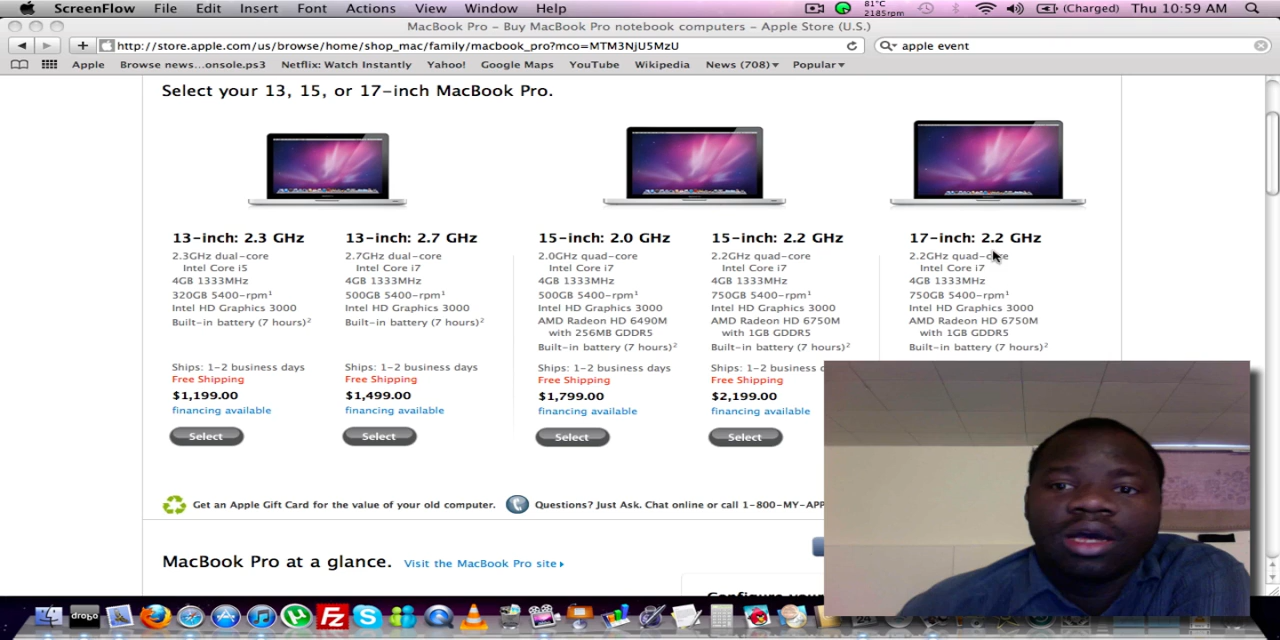 ScreenFlow File Edit Insert Font Actions View Window Help 81°C 2185rpm (Charged) Thu 10:59 AM
MacBook Pro - Buy MacBook Pro notebook computers - Apple Store (U.S.)
http://store.apple.com/us/browse/home/shop_mac/family/macbook_pro?mco=MTM3NjU5MzU apple event
Apple Browse news...onsole.ps3 Netflix: Watch Instantly Yahoo! Google Maps YouTube Wikipedia News (708)▾ Popular▾
Select your 13, 15, or 17-inch MacBook Pro.
13-inch: 2.3 GHz
2.3GHz dual-core
Intel Core i5
4GB 1333MHz
320GB 5400-rpm¹
Intel HD Graphics 3000
Built-in battery (7 hours)²
Ships: 1-2 business days
Free Shipping
$1,199.00
financing available
Select
13-inch: 2.7 GHz
2.7GHz dual-core
Intel Core i7
4GB 1333MHz
500GB 5400-rpm¹
Intel HD Graphics 3000
Built-in battery (7 hours)²
Ships: 1-2 business days
Free Shipping
$1,499.00
financing available
Select
15-inch: 2.0 GHz
2.0GHz quad-core
Intel Core i7
4GB 1333MHz
500GB 5400-rpm¹
Intel HD Graphics 3000
AMD Radeon HD 6490M
with 256MB GDDR5
Built-in battery (7 hours)²
Ships: 1-2 business days
Free Shipping
$1,799.00
financing available
Select
15-inch: 2.2 GHz
2.2GHz quad-core
Intel Core i7
4GB 1333MHz
750GB 5400-rpm¹
Intel HD Graphics 3000
AMD Radeon HD 6750M
with 1GB GDDR5
Built-in battery (7 hours)²
Ships: 1-2 business days
Free Shipping
$2,199.00
financing available
Select
17-inch: 2.2 GHz
2.2GHz quad-core
Intel Core i7
4GB 1333MHz
750GB 5400-rpm¹
Intel HD Graphics 3000
AMD Radeon HD 6750M
with 1GB GDDR5
Built-in battery (7 hours)²
Get an Apple Gift Card for the value of your old computer. Questions? Just Ask. Chat online or call 1-800-MY-APP
MacBook Pro at a glance. Visit the MacBook Pro site
drobo